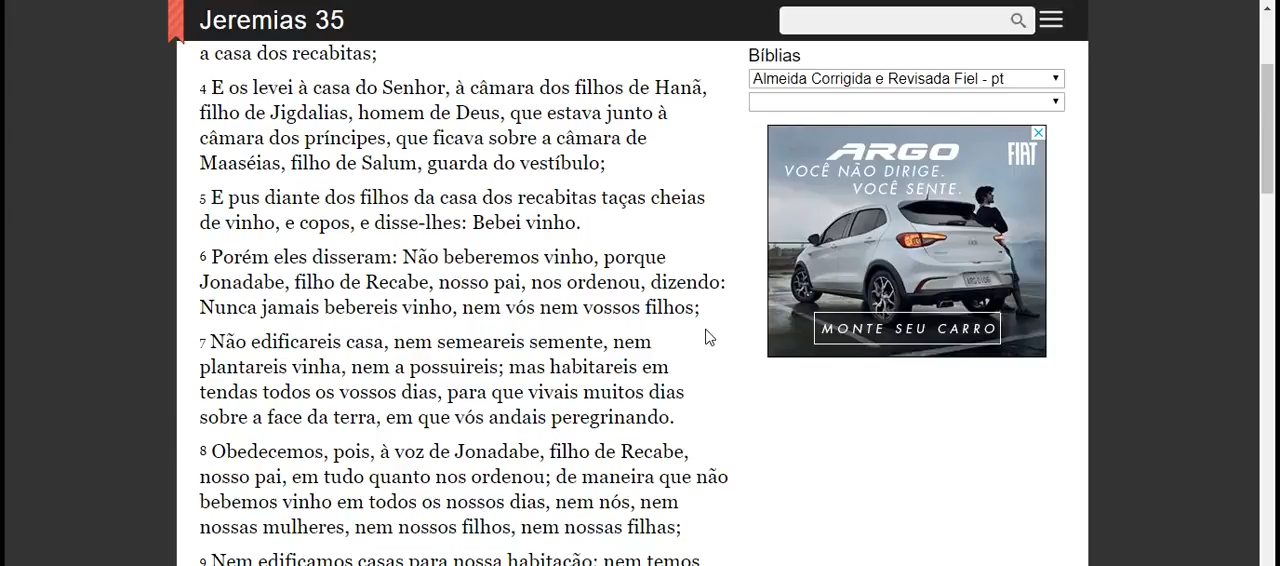 Jeremias 35
a casa dos recabitas;
4 E os levei à casa do Senhor, à câmara dos filhos de Hanã,
filho de Jigdalias, homem de Deus, que estava junto à
câmara dos príncipes, que ficava sobre a câmara de
Maaséias, filho de Salum, guarda do vestíbulo;
5 E pus diante dos filhos da casa dos recabitas taças cheias
de vinho, e copos, e disse-lhes: Bebei vinho.
6 Porém eles disseram: Não beberemos vinho, porque
Jonadabe, filho de Recabe, nosso pai, nos ordenou, dizendo:
Nunca jamais bebereis vinho, nem vós nem vossos filhos;
7 Não edificareis casa, nem semeareis semente, nem
plantareis vinha, nem a possuireis; mas habitareis em
tendas todos os vossos dias, para que vivais muitos dias
sobre a face da terra, em que vós andais peregrinando.
8 Obedecemos, pois, à voz de Jonadabe, filho de Recabe,
nosso pai, em tudo quanto nos ordenou; de maneira que não
bebemos vinho em todos os nossos dias, nem nós, nem
nossas mulheres, nem nossos filhos, nem nossas filhas;
9 Nem edificamos casas para nossa habitação; nem temos
Bíblias
Almeida Corrigida e Revisada Fiel - pt
ARGO
FIAT
VOCÊ NÃO DIRIGE.
VOCÊ SENTE.
MONTE SEU CARRO